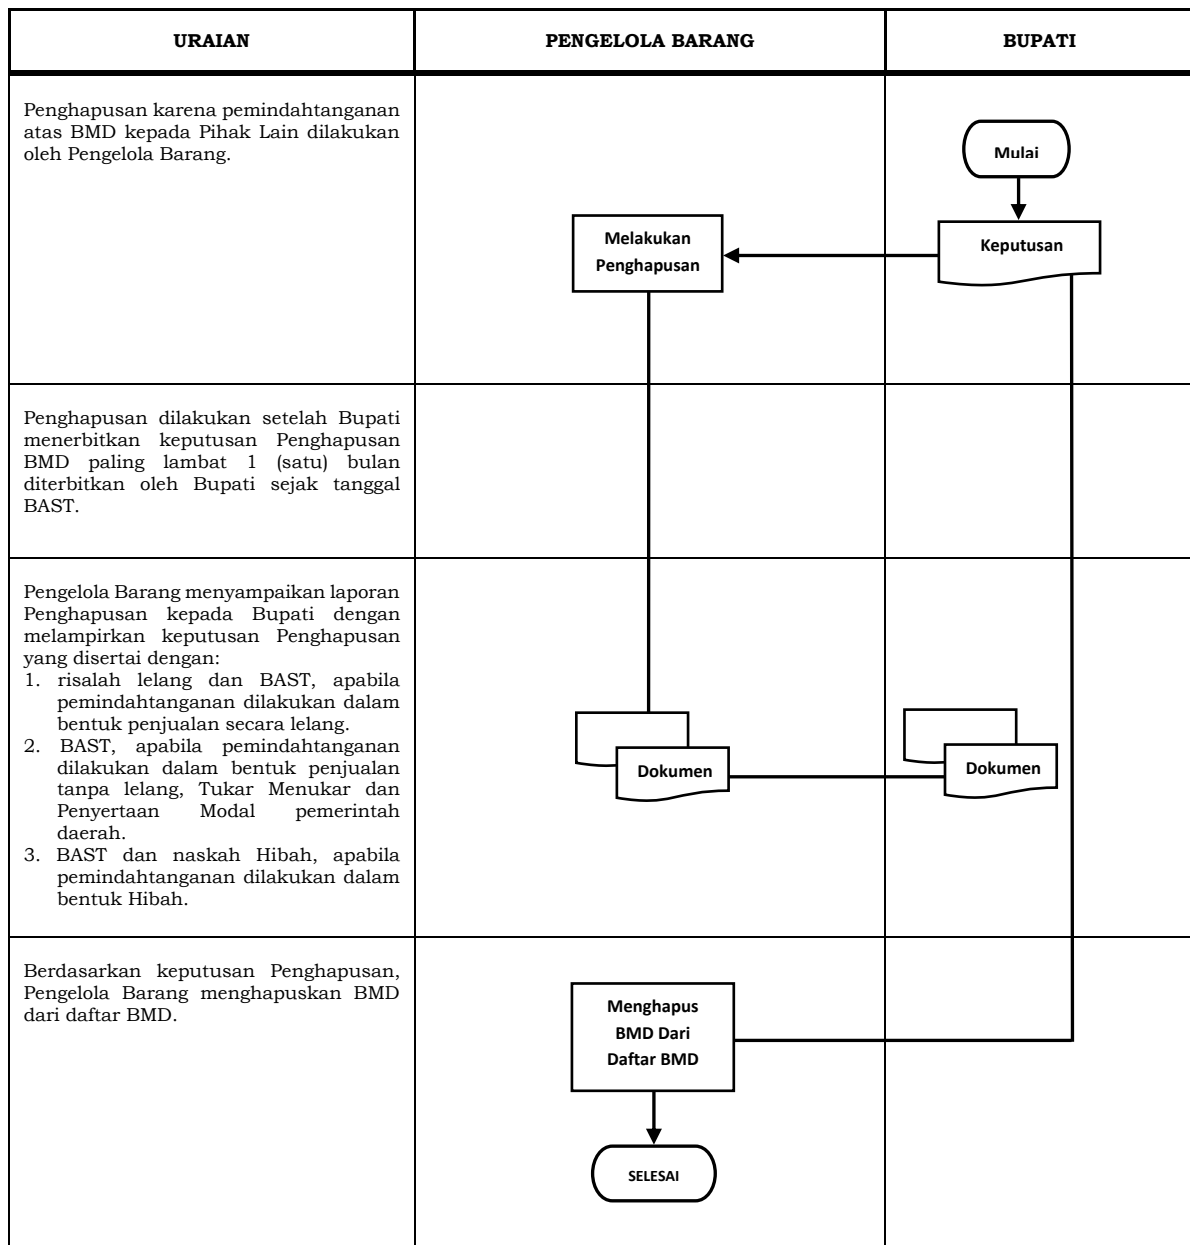 URAIAN
PENGELOLA BARANG
BUPATI
Penghapusan karena pemindahtanganan
atas BMD kepada Pihak Lain dilakukan
oleh Pengelola Barang.
Mulai
Melakukan
Penghapusan
Keputusan
Penghapusan dilakukan setelah Bupati
menerbitkan keputusan Penghapusan
BMD paling lambat 1 (satu) bulan
diterbitkan oleh Bupati sejak tanggal
BAST.
Pengelola Barang menyampaikan laporan
Penghapusan kepada Bupati dengan
melampirkan keputusan Penghapusan
yang disertai dengan:
1. risalah lelang dan BAST, apabila
pemindahtanganan dilakukan dalam
bentuk penjualan secara lelang.
2. BAST, apabila pemindahtanganan
dilakukan dalam bentuk penjualan
tanpa lelang, Tukar Menukar dan
Penyertaan Modal pemerintah
daerah.
3. BAST dan naskah Hibah, apabila
pemindahtanganan dilakukan dalam
bentuk Hibah.
Dokumen
Dokumen
Berdasarkan keputusan Penghapusan,
Pengelola Barang menghapuskan BMD
dari daftar BMD.
Menghapus
BMD Dari
Daftar BMD
SELESAI